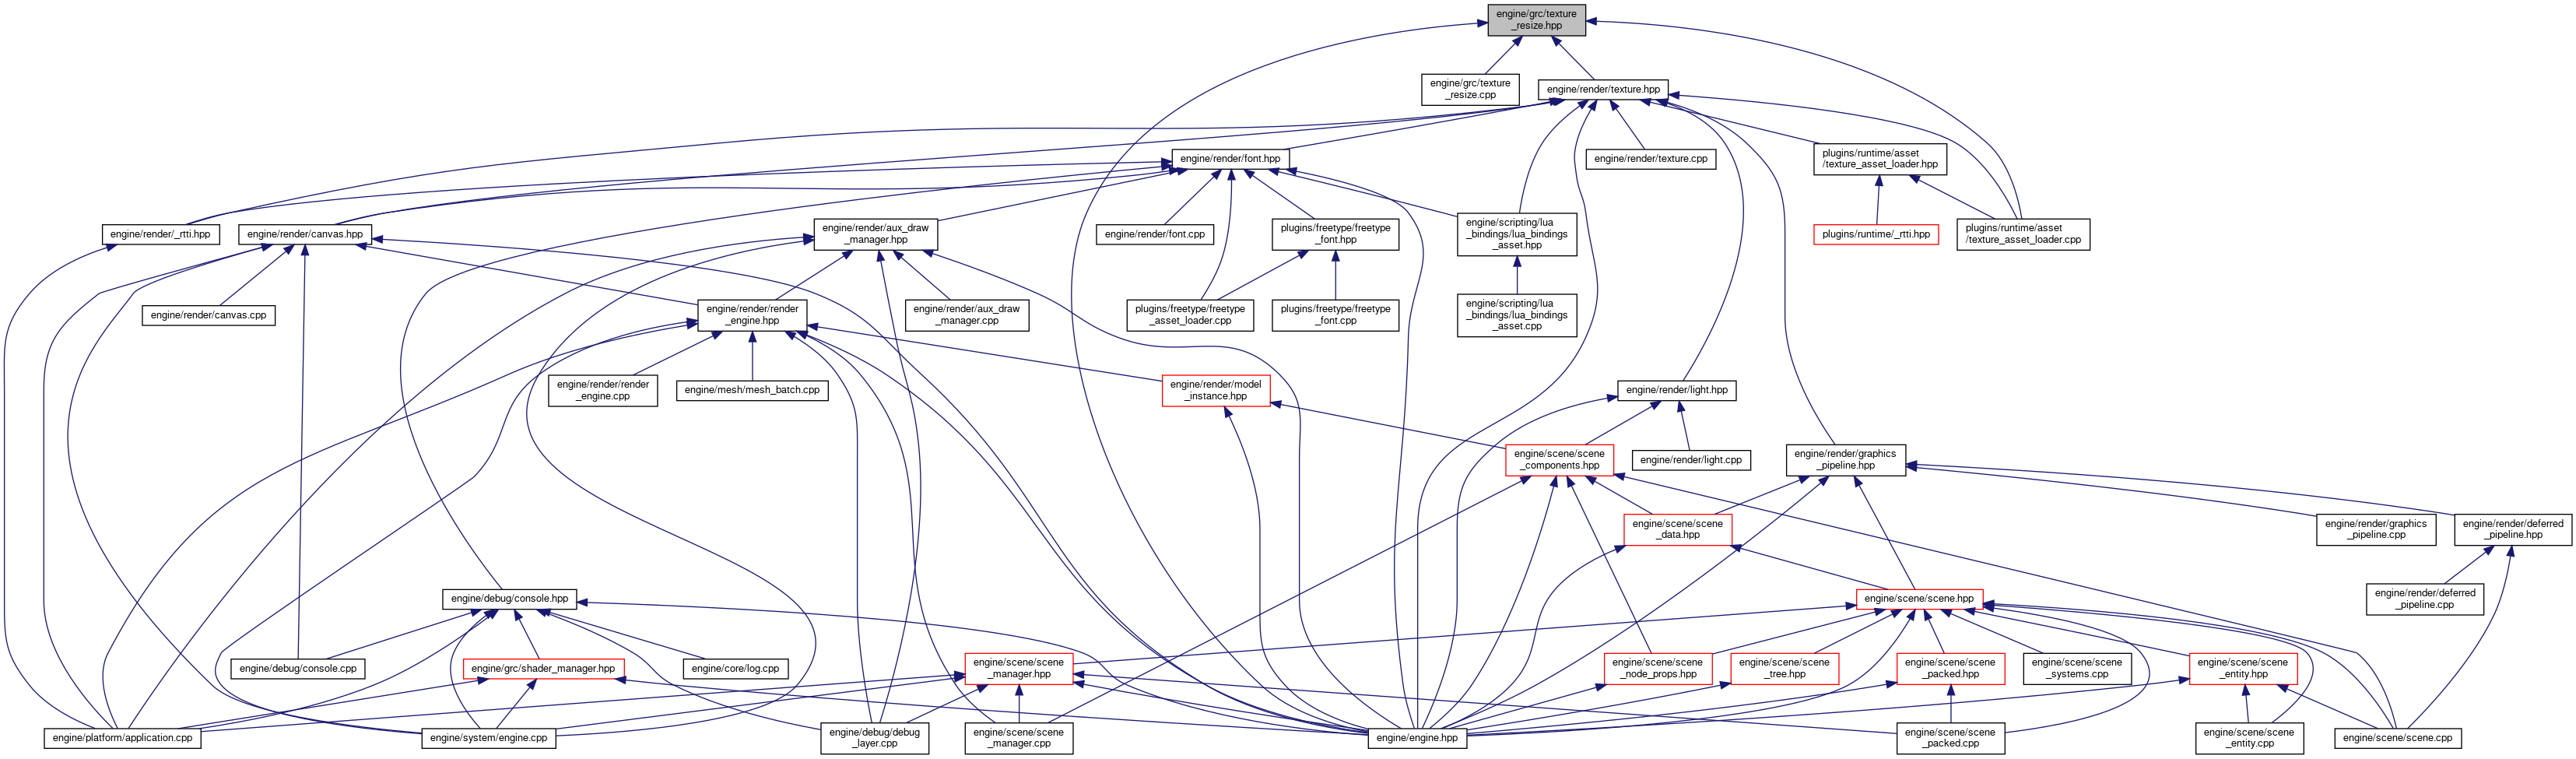 engine/grc/texture
_resize.hpp
engine/grc/texture
_resize.cpp
engine/render/texture.hpp
engine/render/font.hpp
engine/render/texture.cpp
plugins/runtime/asset
/texture_asset_loader.hpp
engine/render/_rtti.hpp
engine/render/canvas.hpp
engine/render/aux_draw
_manager.hpp
engine/render/font.cpp
plugins/freetype/freetype
_font.hpp
engine/scripting/lua
_bindings/lua_bindings
_asset.hpp
plugins/runtime/_rtti.hpp
plugins/runtime/asset
/texture_asset_loader.cpp
engine/render/canvas.cpp
engine/render/render
_engine.hpp
engine/render/aux_draw
_manager.cpp
plugins/freetype/freetype
_asset_loader.cpp
plugins/freetype/freetype
_font.cpp
engine/scripting/lua
_bindings/lua_bindings
_asset.cpp
engine/render/render
_engine.cpp
engine/mesh/mesh_batch.cpp
engine/render/model
_instance.hpp
engine/render/light.hpp
engine/scene/scene
_components.hpp
engine/render/light.cpp
engine/render/graphics
_pipeline.hpp
engine/scene/scene
_data.hpp
engine/render/graphics
_pipeline.cpp
engine/render/deferred
_pipeline.hpp
engine/debug/console.hpp
engine/scene/scene.hpp
engine/render/deferred
_pipeline.cpp
engine/debug/console.cpp
engine/grc/shader_manager.hpp
engine/core/log.cpp
engine/scene/scene
_manager.hpp
engine/scene/scene
_node_props.hpp
engine/scene/scene
_tree.hpp
engine/scene/scene
_packed.hpp
engine/scene/scene
_systems.cpp
engine/scene/scene
_entity.hpp
engine/platform/application.cpp
engine/system/engine.cpp
engine/debug/debug
_layer.cpp
engine/scene/scene
_manager.cpp
engine/engine.hpp
engine/scene/scene
_packed.cpp
engine/scene/scene
_entity.cpp
engine/scene/scene.cpp